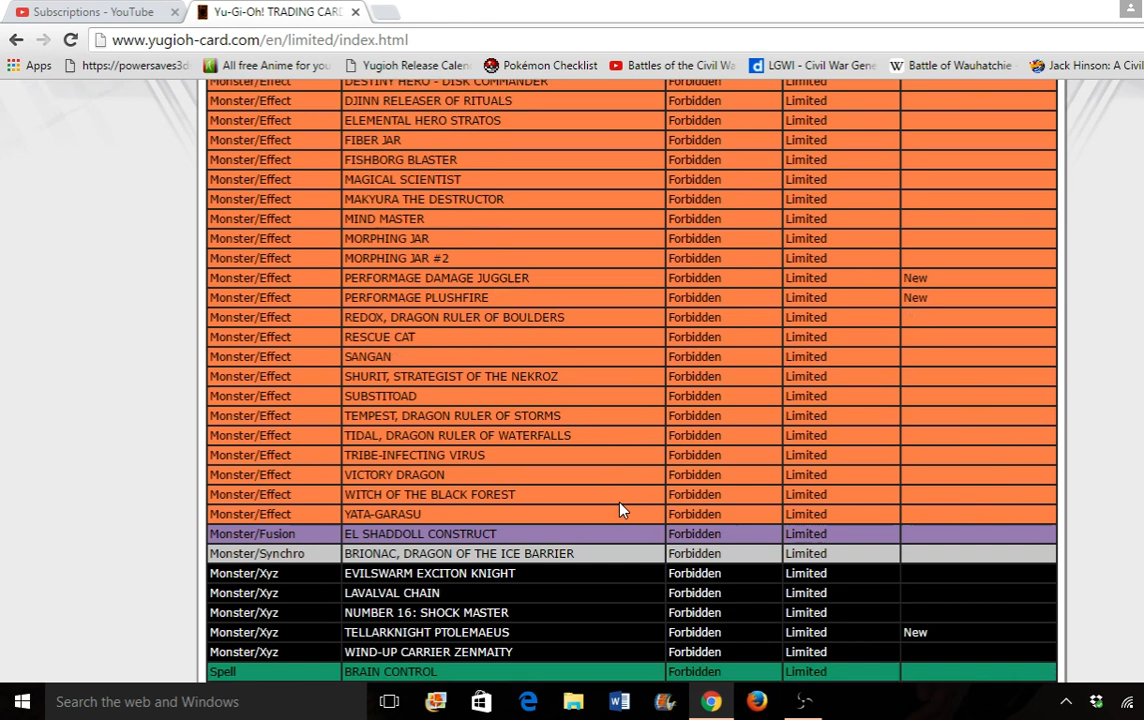 Subscriptions - YouTube × Yu-Gi-Oh! TRADING CARD ×
www.yugioh-card.com/en/limited/index.html
Apps https://powersaves3d All free Anime for you Yugioh Release Calen Pokémon Checklist Battles of the Civil Wa LGWI - Civil War Gene Battle of Wauhatchie Jack Hinson: A Civil
Monster/Effect DESTINY HERO - DISK COMMANDER Forbidden Limited
Monster/Effect DJINN RELEASER OF RITUALS Forbidden Limited
Monster/Effect ELEMENTAL HERO STRATOS Forbidden Limited
Monster/Effect FIBER JAR Forbidden Limited
Monster/Effect FISHBORG BLASTER Forbidden Limited
Monster/Effect MAGICAL SCIENTIST Forbidden Limited
Monster/Effect MAKYURA THE DESTRUCTOR Forbidden Limited
Monster/Effect MIND MASTER Forbidden Limited
Monster/Effect MORPHING JAR Forbidden Limited
Monster/Effect MORPHING JAR #2 Forbidden Limited
Monster/Effect PERFORMAGE DAMAGE JUGGLER Forbidden Limited New
Monster/Effect PERFORMAGE PLUSHFIRE Forbidden Limited New
Monster/Effect REDOX, DRAGON RULER OF BOULDERS Forbidden Limited
Monster/Effect RESCUE CAT Forbidden Limited
Monster/Effect SANGAN Forbidden Limited
Monster/Effect SHURIT, STRATEGIST OF THE NEKROZ Forbidden Limited
Monster/Effect SUBSTITOAD Forbidden Limited
Monster/Effect TEMPEST, DRAGON RULER OF STORMS Forbidden Limited
Monster/Effect TIDAL, DRAGON RULER OF WATERFALLS Forbidden Limited
Monster/Effect TRIBE-INFECTING VIRUS Forbidden Limited
Monster/Effect VICTORY DRAGON Forbidden Limited
Monster/Effect WITCH OF THE BLACK FOREST Forbidden Limited
Monster/Effect YATA-GARASU Forbidden Limited
Monster/Fusion EL SHADDOLL CONSTRUCT Forbidden Limited
Monster/Synchro BRIONAC, DRAGON OF THE ICE BARRIER Forbidden Limited
Monster/Xyz EVILSWARM EXCITON KNIGHT Forbidden Limited
Monster/Xyz LAVALVAL CHAIN Forbidden Limited
Monster/Xyz NUMBER 16: SHOCK MASTER Forbidden Limited
Monster/Xyz TELLARKNIGHT PTOLEMAEUS Forbidden Limited New
Monster/Xyz WIND-UP CARRIER ZENMAITY Forbidden Limited
Spell BRAIN CONTROL Forbidden Limited
Search the web and Windows